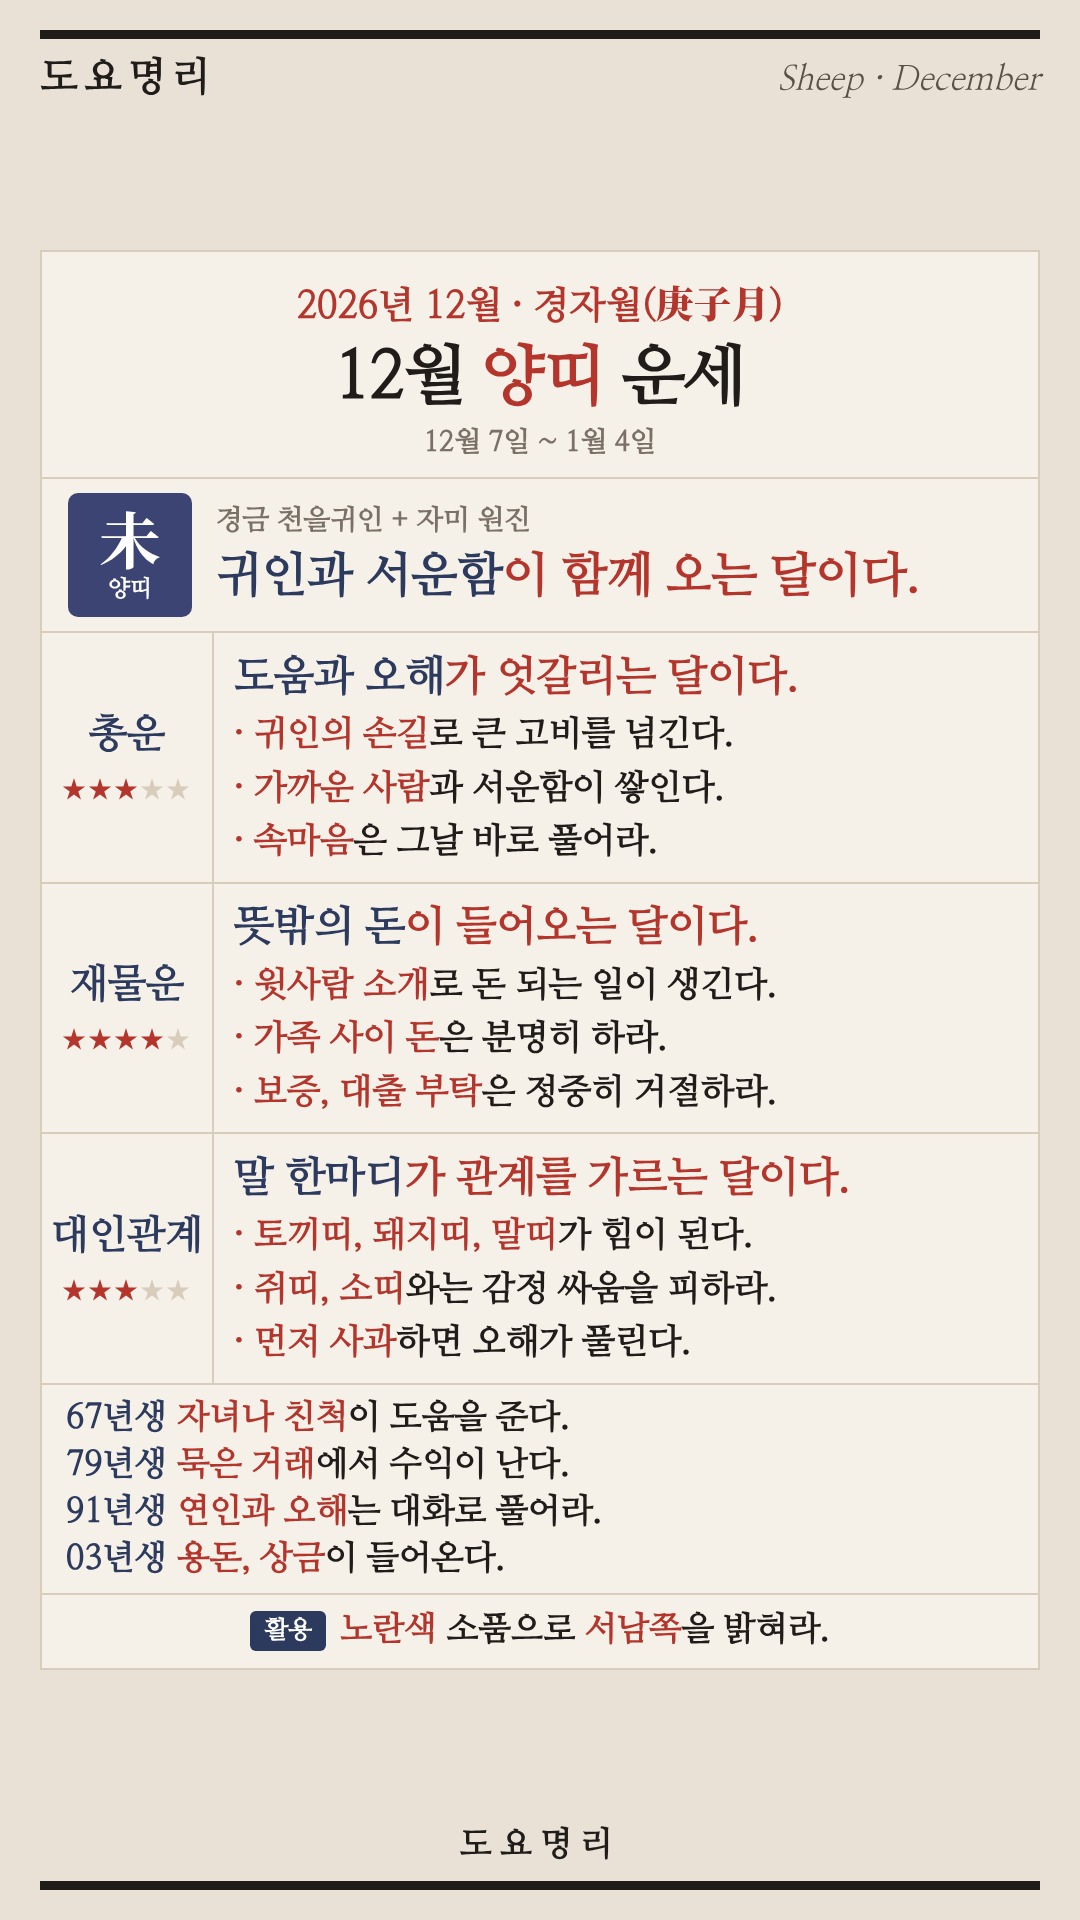 도요명리
Sheep · December
2026년 12월 · 경자월(庚子月)
12월 양띠 운세
12월 7일 ~ 1월 4일
未
양띠
경금 천을귀인 + 자미 원진
귀인과 서운함이 함께 오는 달이다.
총운
★★★★★
도움과 오해가 엇갈리는 달이다.
· 귀인의 손길로 큰 고비를 넘긴다.
· 가까운 사람과 서운함이 쌓인다.
· 속마음은 그날 바로 풀어라.
재물운
★★★★★
뜻밖의 돈이 들어오는 달이다.
· 윗사람 소개로 돈 되는 일이 생긴다.
· 가족 사이 돈은 분명히 하라.
· 보증, 대출 부탁은 정중히 거절하라.
대인관계
★★★★★
말 한마디가 관계를 가르는 달이다.
· 토끼띠, 돼지띠, 말띠가 힘이 된다.
· 쥐띠, 소띠와는 감정 싸움을 피하라.
· 먼저 사과하면 오해가 풀린다.
67년생 자녀나 친척이 도움을 준다.
79년생 묵은 거래에서 수익이 난다.
91년생 연인과 오해는 대화로 풀어라.
03년생 용돈, 상금이 들어온다.
활용 노란색 소품으로 서남쪽을 밝혀라.
도요명리